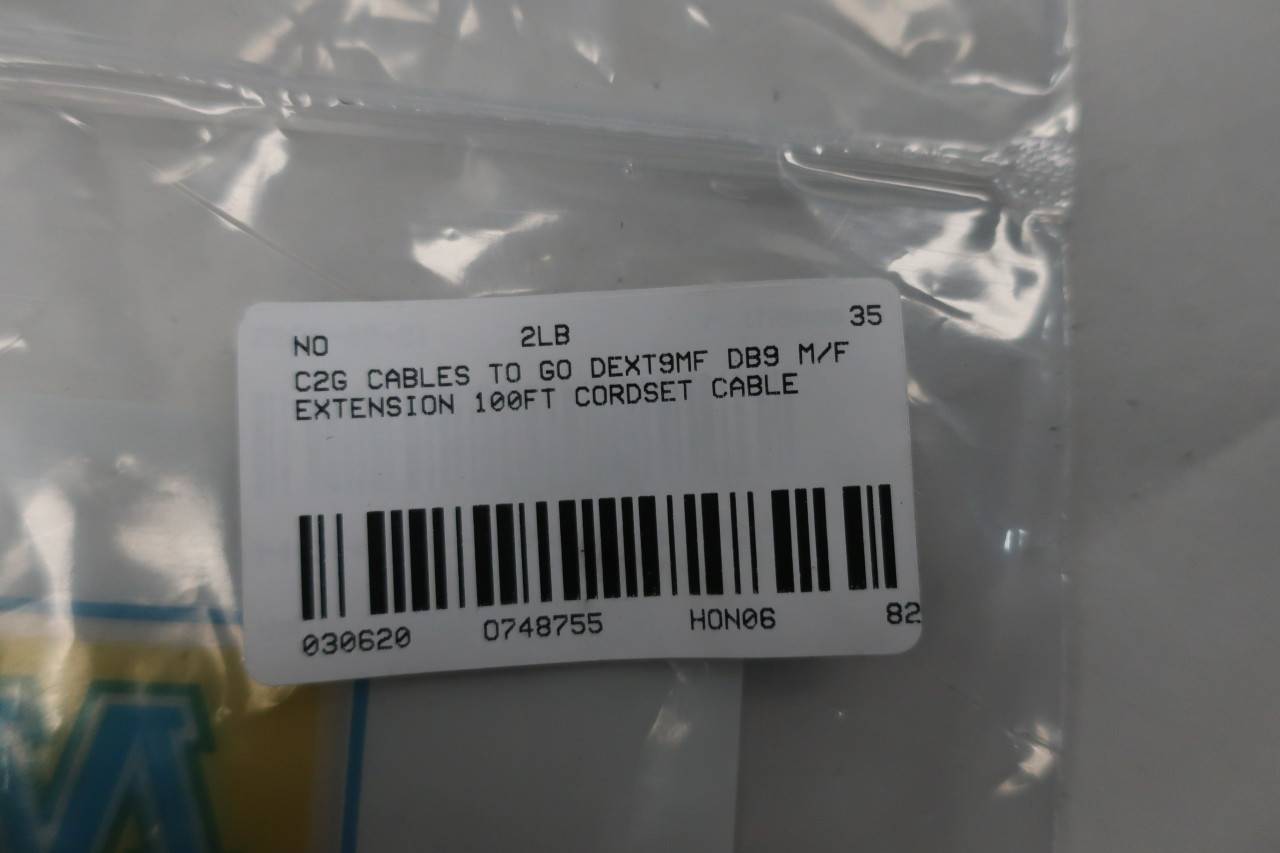 NO 2LB 35
C2G CABLES TO GO DEXT9MF DB9 M/F
EXTENSION 100FT CORDSET CABLE
030620 0748755 HON06 82